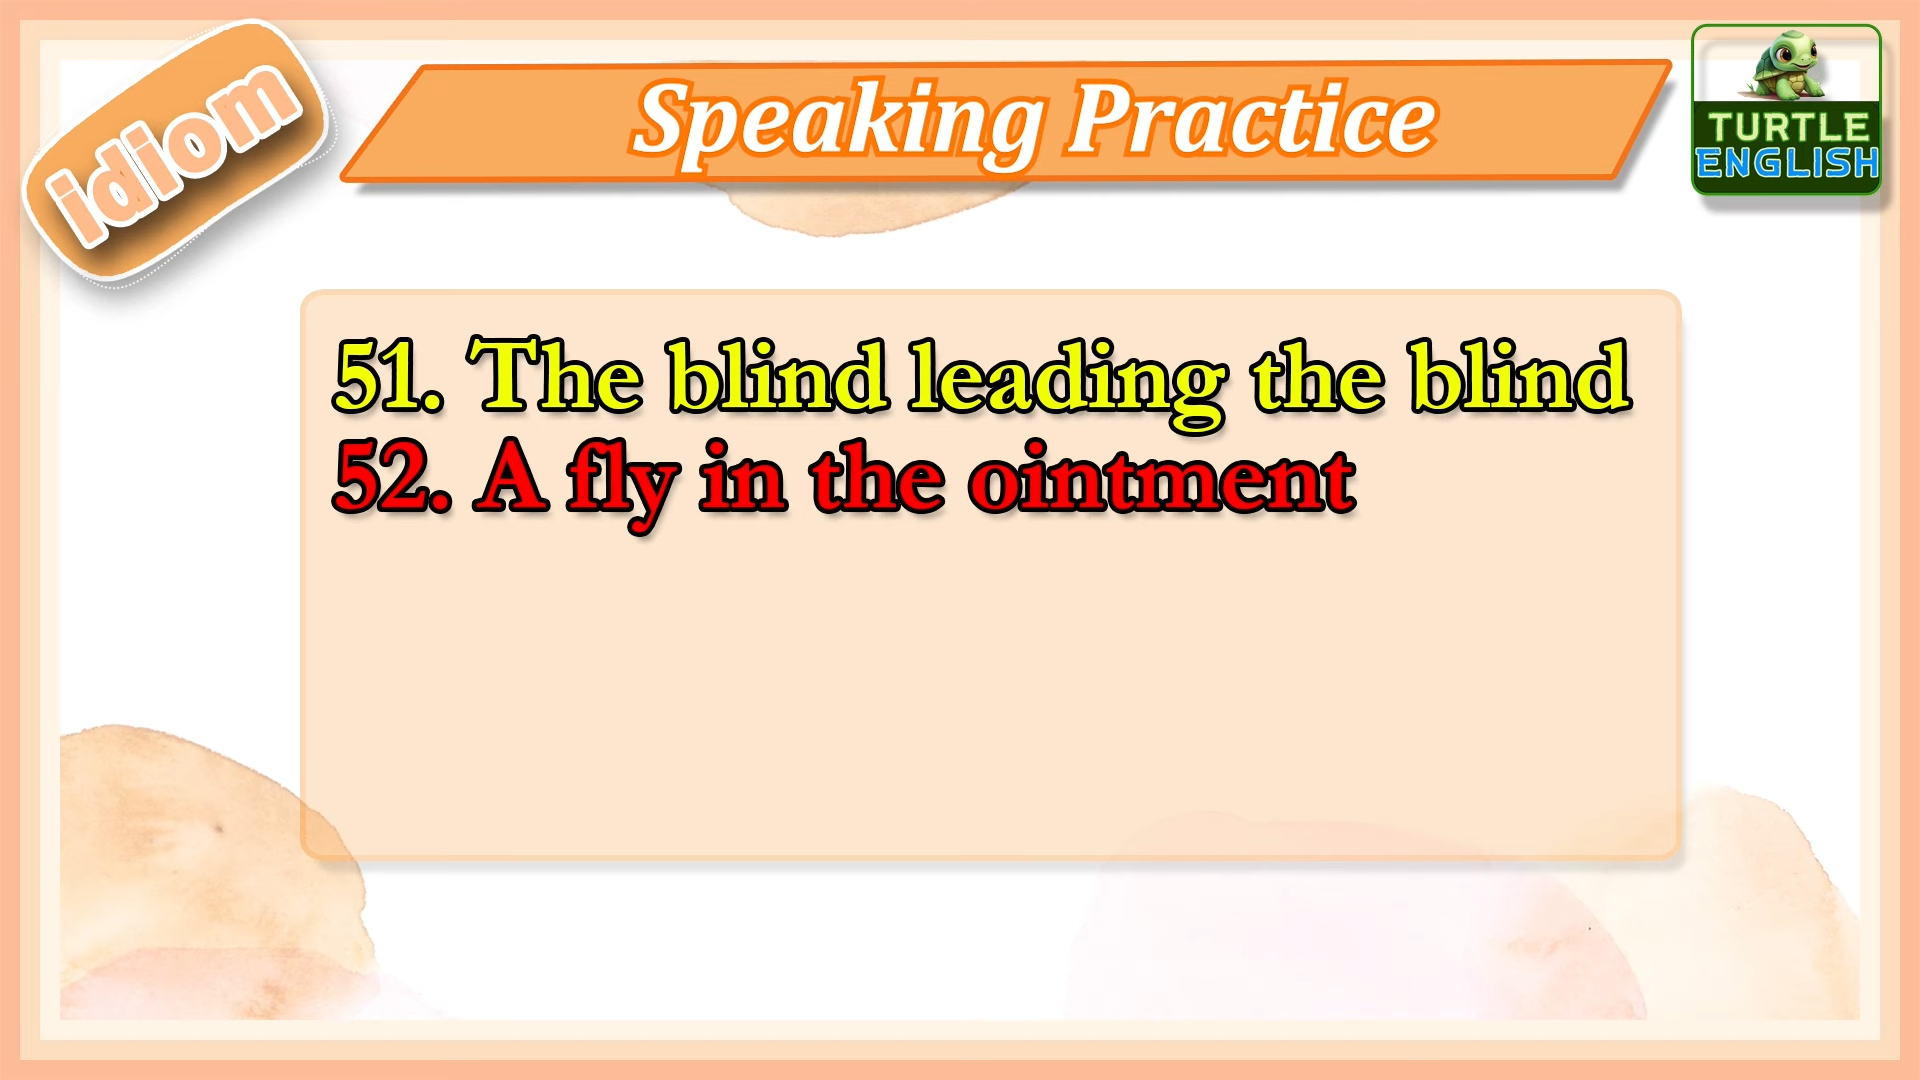 idiom
Speaking Practice
TURTLE
ENGLISH
51. The blind leading the blind
52. A fly in the ointment